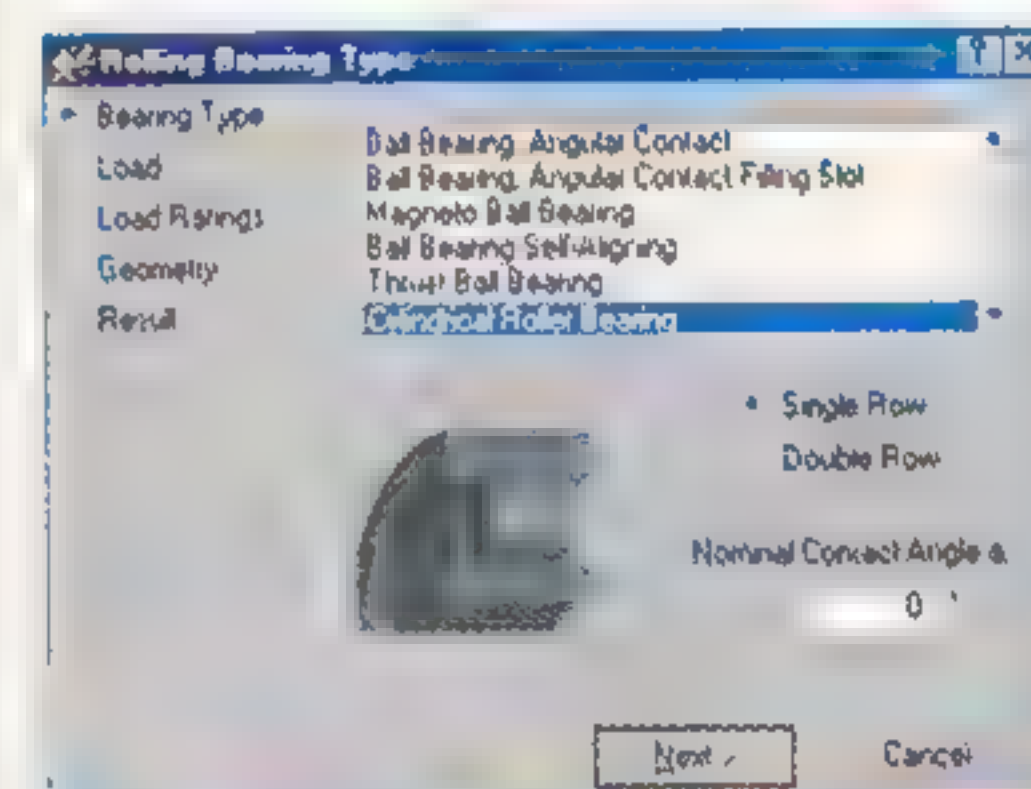 Rolling Bearing Type
Bearing Type
Load
Load Ratings
Geometry
Result
Ball Bearing, Angular Contact
Ball Bearing, Angular Contact Filling Slot
Magneto Ball Bearing
Ball Bearing Self-Aligning
Thrust Ball Bearing
Cylindrical Roller Bearing
Single Row
Double Row
Nominal Contact Angle
0 °
Next
Cancel